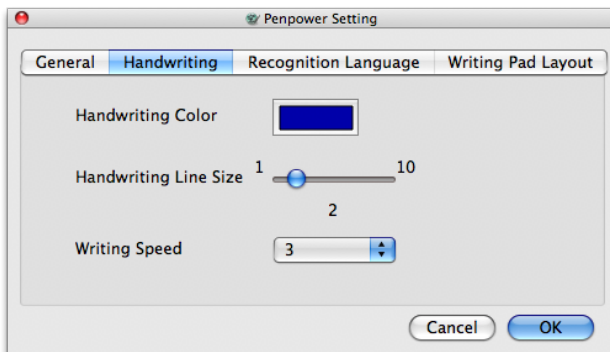 Penpower Setting
General Handwriting Recognition Language Writing Pad Layout
Handwriting Color
Handwriting Line Size 1 10
2
Writing Speed 3
Cancel OK